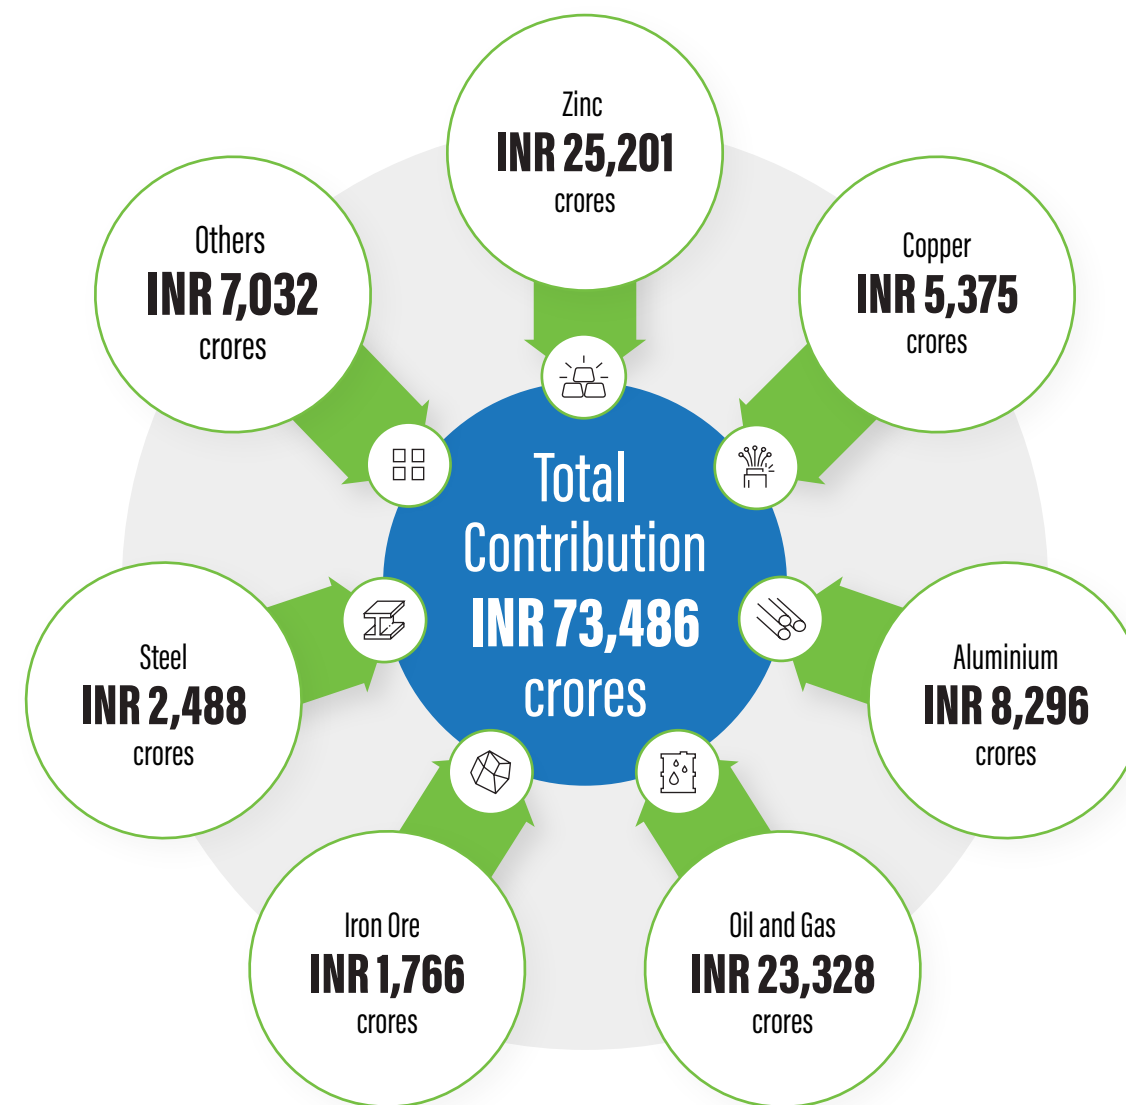 Zinc
INR 25,201
crores
Copper
INR 5,375
crores
Aluminium
INR 8,296
crores
Oil and Gas
INR 23,328
crores
Iron Ore
INR 1,766
crores
Steel
INR 2,488
crores
Others
INR 7,032
crores
Total
Contribution
INR 73,486
crores